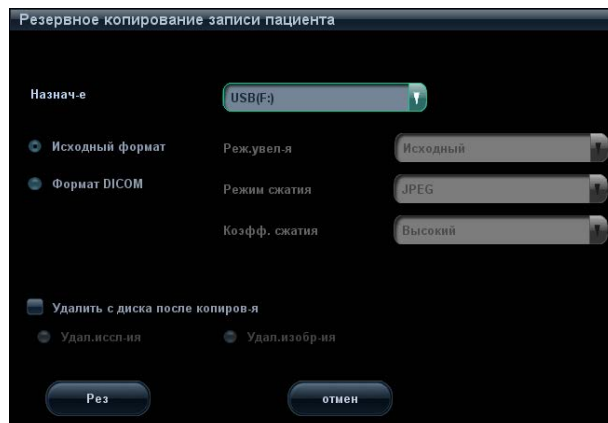 Резервное копирование записи пациента
Назнач-е USB(F:)
Исходный формат Реж.увел-я Исходный
Формат DICOM Режим сжатия JPEG
Коэфф. сжатия Высокий
Удалить с диска после копиров-я
Удал.иссл-ия Удал.изобр-ия
Рез отмен